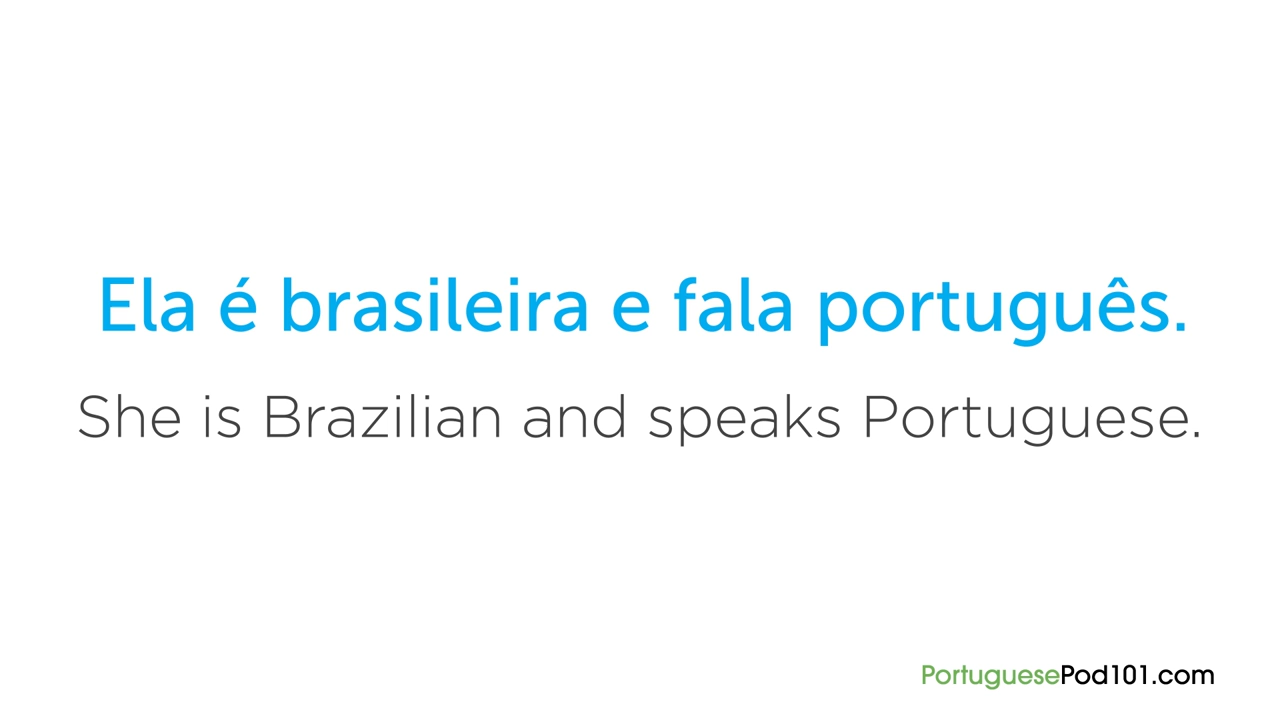 Ela é brasileira e fala português.
She is Brazilian and speaks Portuguese.
PortuguesePod101.com